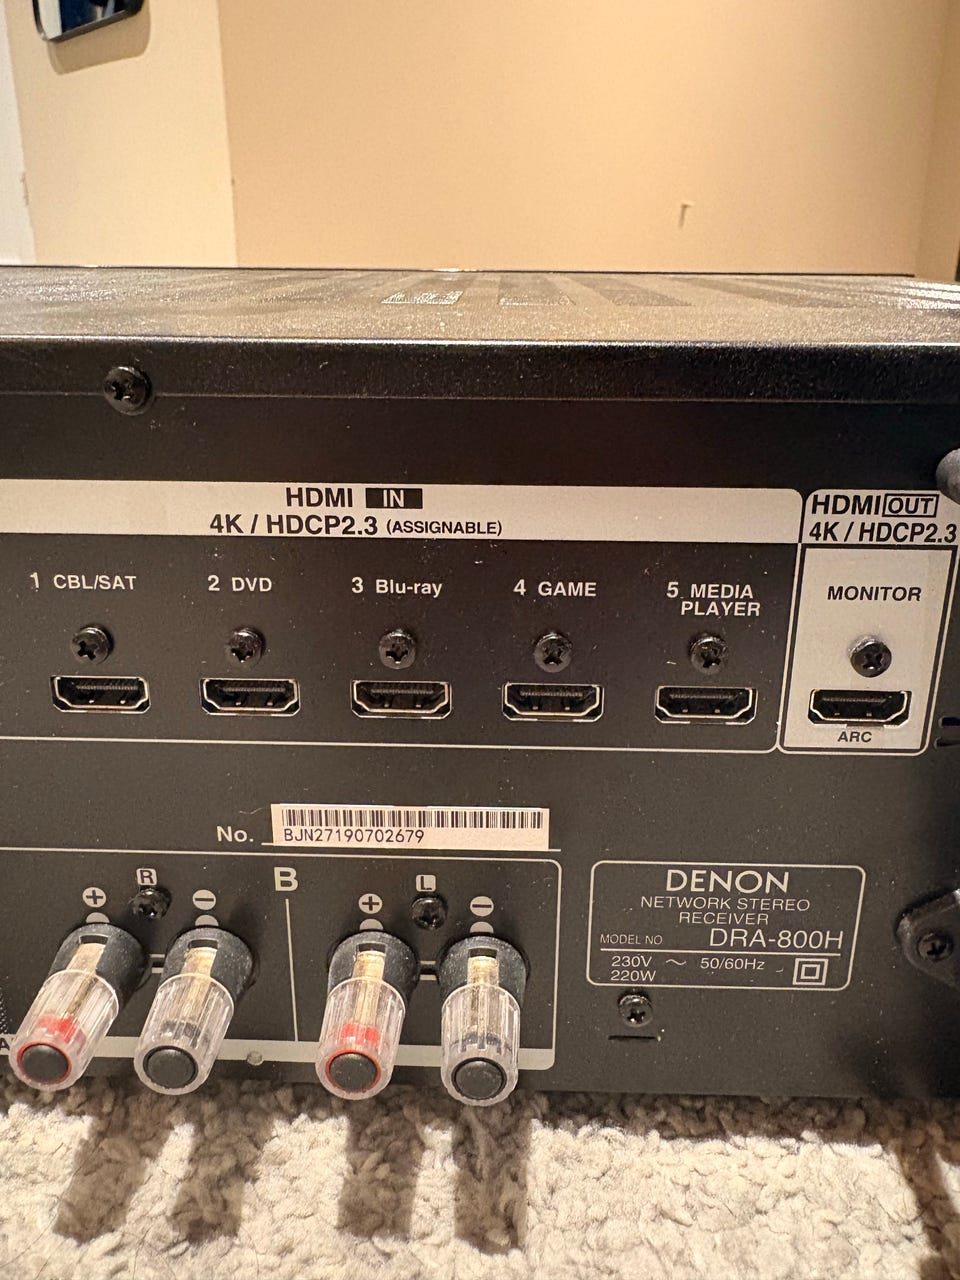 HDMI IN
4K / HDCP2.3 (ASSIGNABLE)
HDMI OUT
4K / HDCP2.3
1 CBL/SAT
2 DVD
3 Blu-ray
4 GAME
5 MEDIA
PLAYER
MONITOR
ARC
No.
BJN27190702679
R
B
L
+
−
+
−
DENON
NETWORK STEREO
RECEIVER
MODEL NO DRA-800H
230V ~ 50/60Hz
220W
A